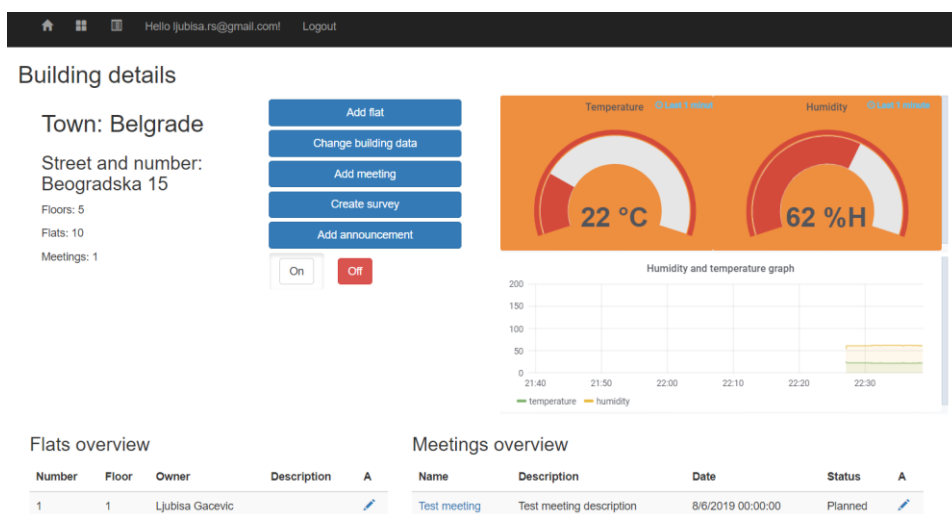 Hello ljubisa.rs@gmail.com! Logout
Building details
Town: Belgrade
Street and number:
Beogradska 15
Floors: 5
Flats: 10
Meetings: 1
Add flat
Change building data
Add meeting
Create survey
Add announcement
On Off
Temperature
22 °C
Humidity
62 %H
Humidity and temperature graph
200
150
100
50
0
21:40 21:50 22:00 22:10 22:20 22:30
temperature humidity
Flats overview
Number Floor Owner Description A
1 1 Ljubisa Gacevic
Meetings overview
Name Description Date Status A
Test meeting Test meeting description 8/6/2019 00:00:00 Planned